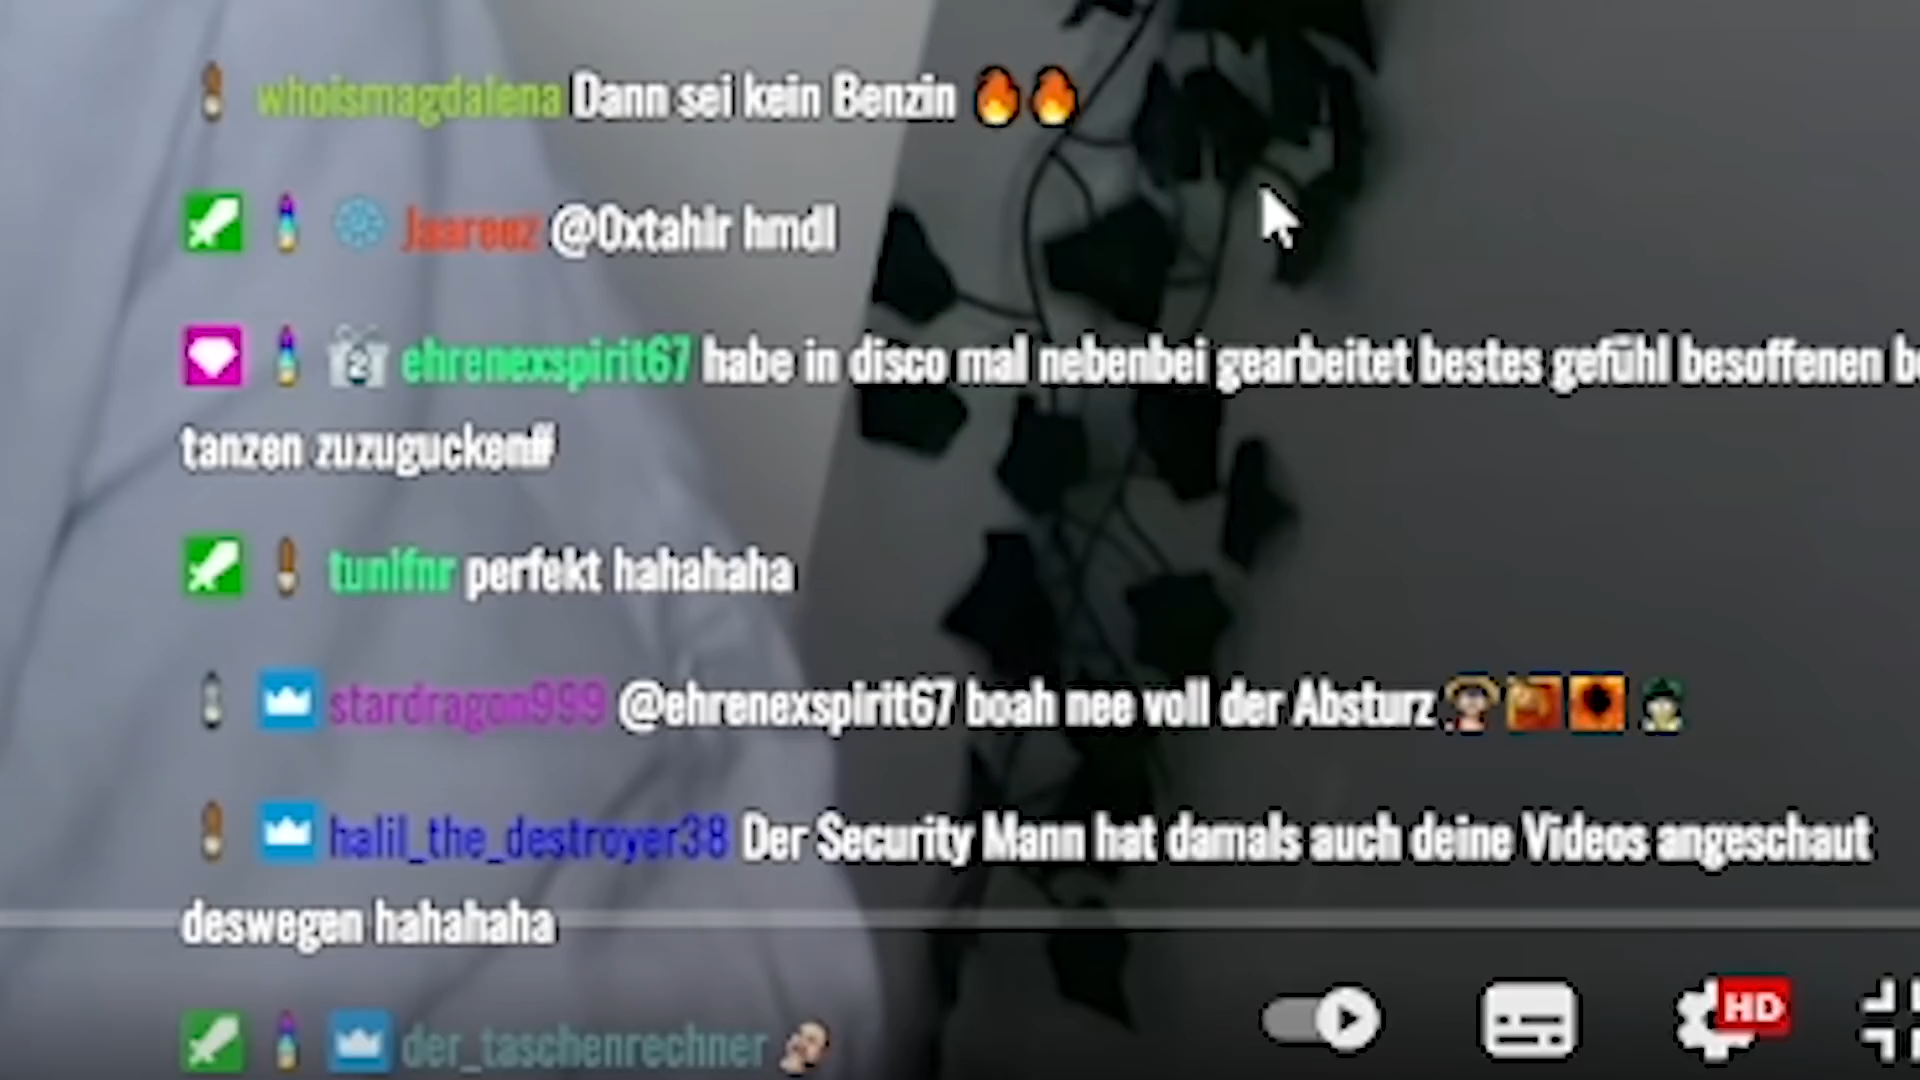 whoismagdalena Dann sei kein Benzin 🔥🔥
Jaareez @0xtahir hmdl
2 ehrenexspirit67 habe in disco mal nebenbei gearbeitet bestes gefühl besoffenen
tanzen zuzugucken#
tunifnr perfekt hahahaha
stardragon999 @ehrenexspirit67 boah nee voll der Absturz
halil_the_destroyer38 Der Security Mann hat damals auch deine Videos angeschaut
deswegen hahahaha
HD
der_taschenrechner